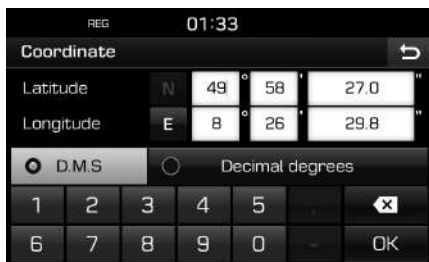 REG 01:33
Coordinate
Latitude N 49 ° 58 ' 27.0 "
Longitude E 8 ° 26 ' 29.8 "
D.M.S Decimal degrees
1 2 3 4 5 .
6 7 8 9 0 - OK